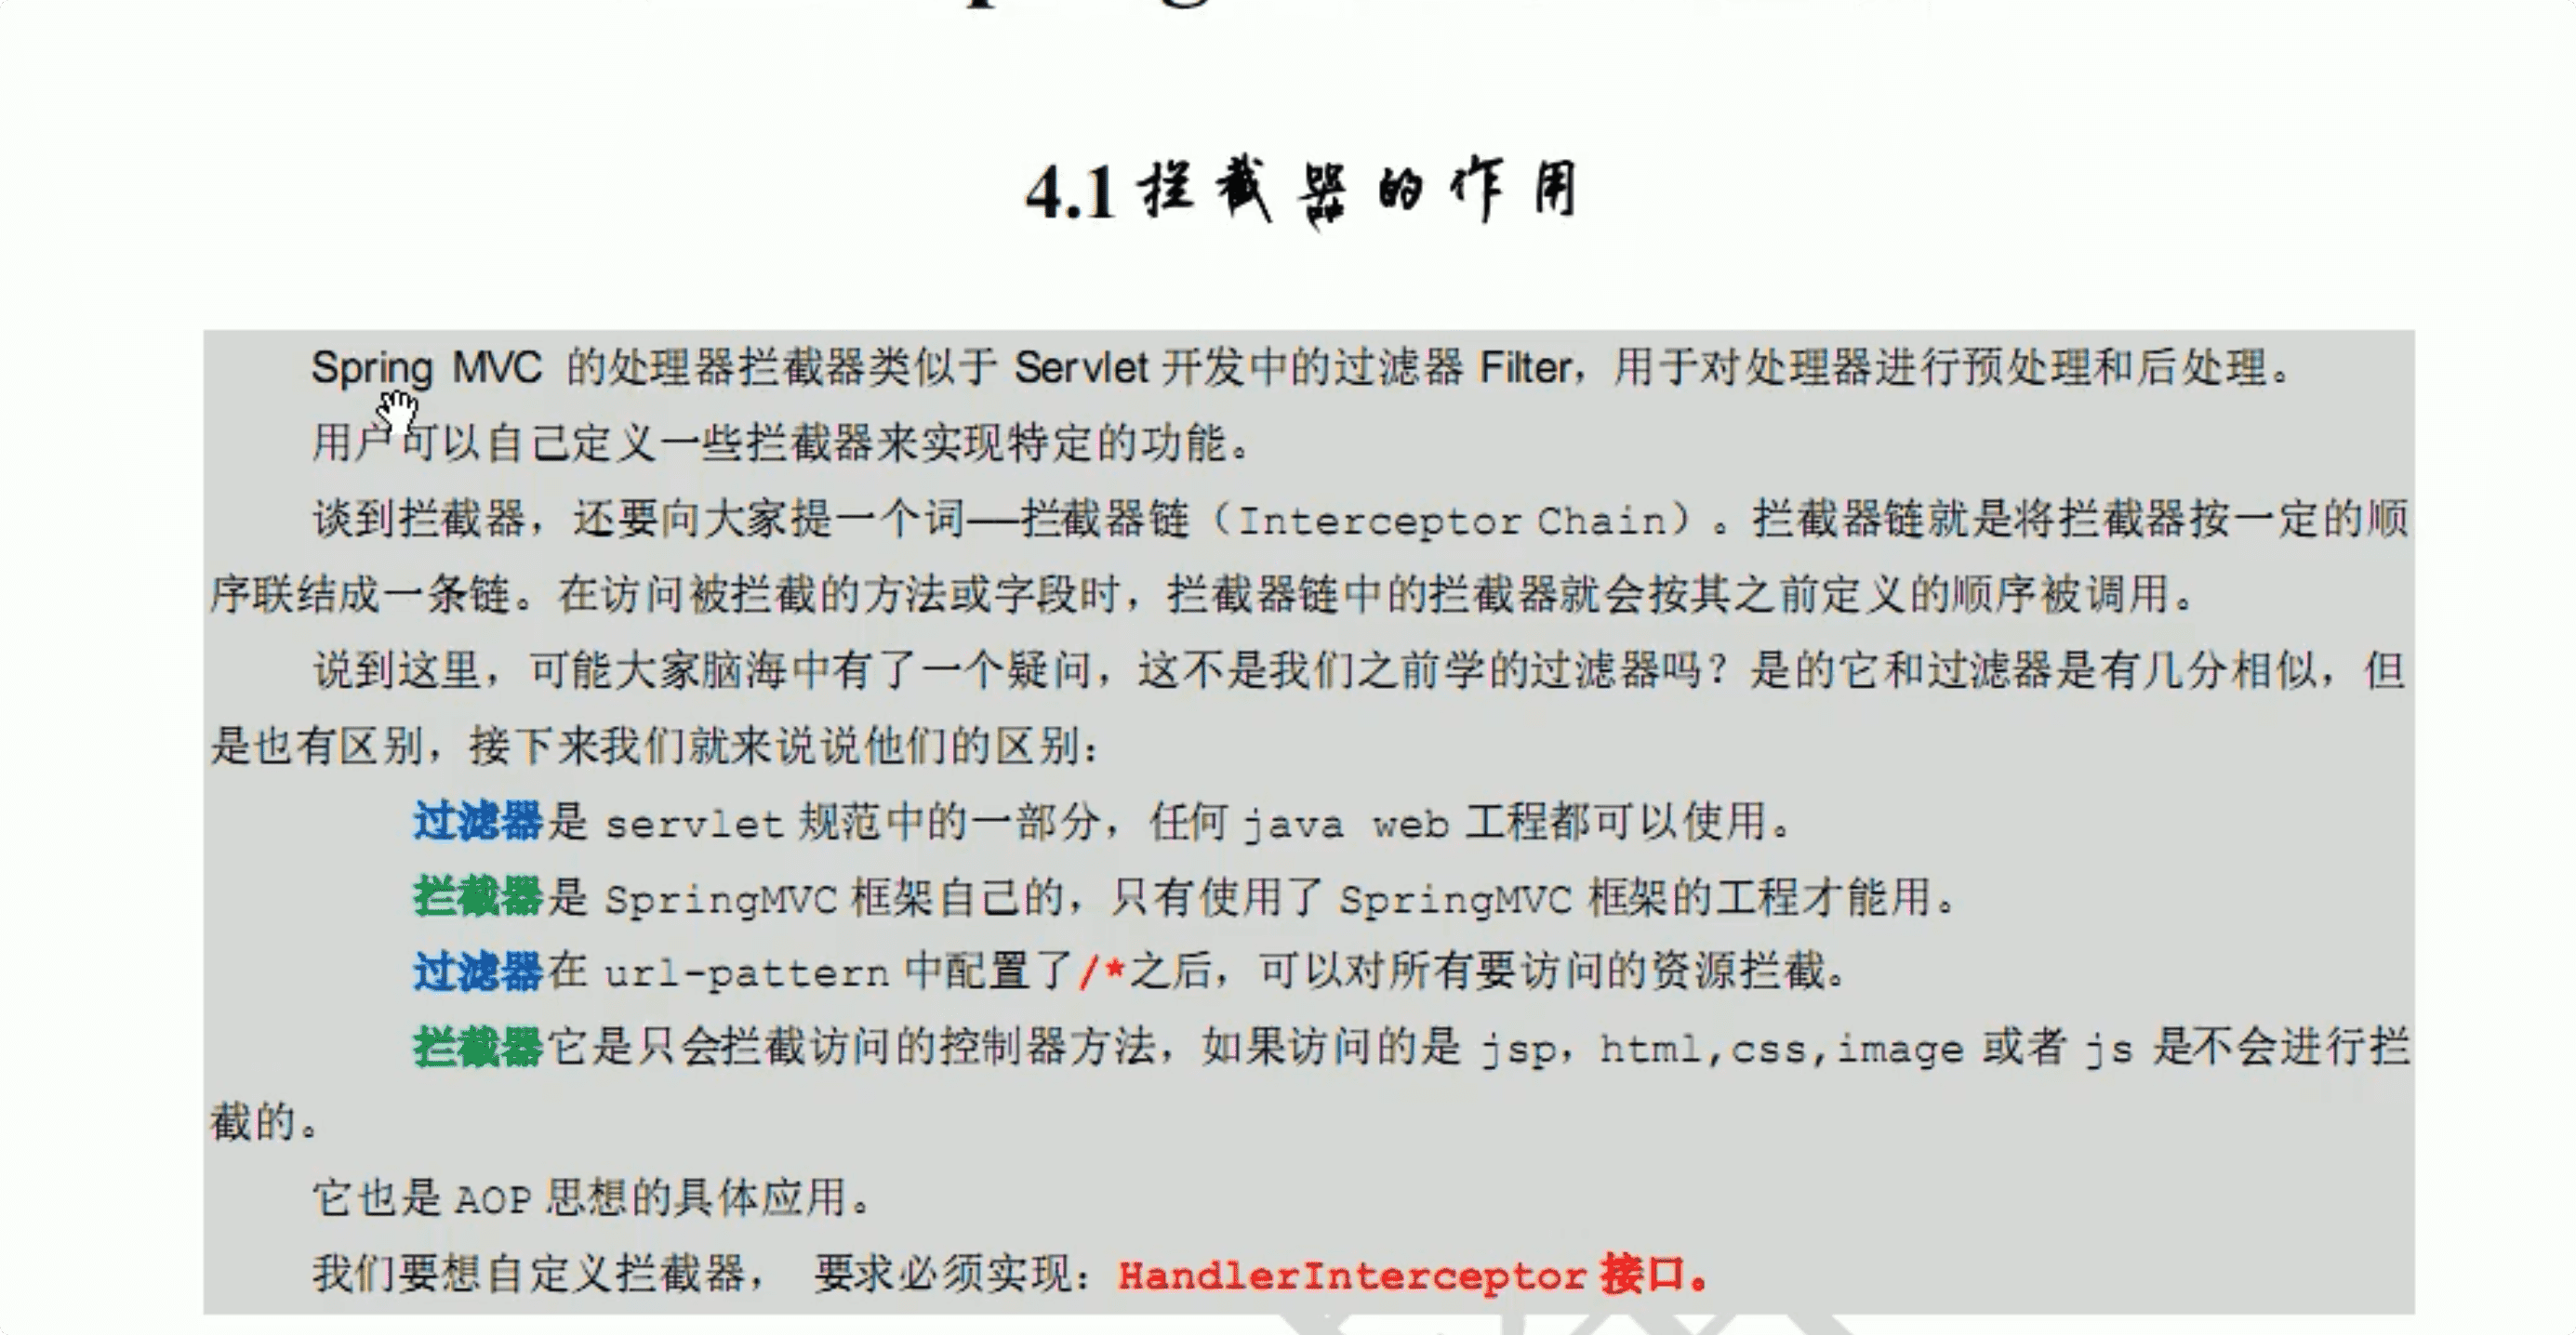 4.1 拦截器的作用
Spring MVC 的处理器拦截器类似于 Servlet 开发中的过滤器 Filter，用于对处理器进行预处理和后处理。
用户可以自己定义一些拦截器来实现特定的功能。
谈到拦截器，还要向大家提一个词——拦截器链（Interceptor Chain）。拦截器链就是将拦截器按一定的顺
序联结成一条链。在访问被拦截的方法或字段时，拦截器链中的拦截器就会按其之前定义的顺序被调用。
说到这里，可能大家脑海中有了一个疑问，这不是我们之前学的过滤器吗？是的它和过滤器是有几分相似，但
是也有区别，接下来我们就来说说他们的区别：
过滤器是 servlet 规范中的一部分，任何 java web 工程都可以使用。
拦截器是 SpringMVC 框架自己的，只有使用了 SpringMVC 框架的工程才能用。
过滤器在 url-pattern 中配置了/*之后，可以对所有要访问的资源拦截。
拦截器它是只会拦截访问的控制器方法，如果访问的是 jsp，html,css,image 或者 js 是不会进行拦
截的。
它也是 AOP 思想的具体应用。
我们要想自定义拦截器， 要求必须实现：HandlerInterceptor 接口。